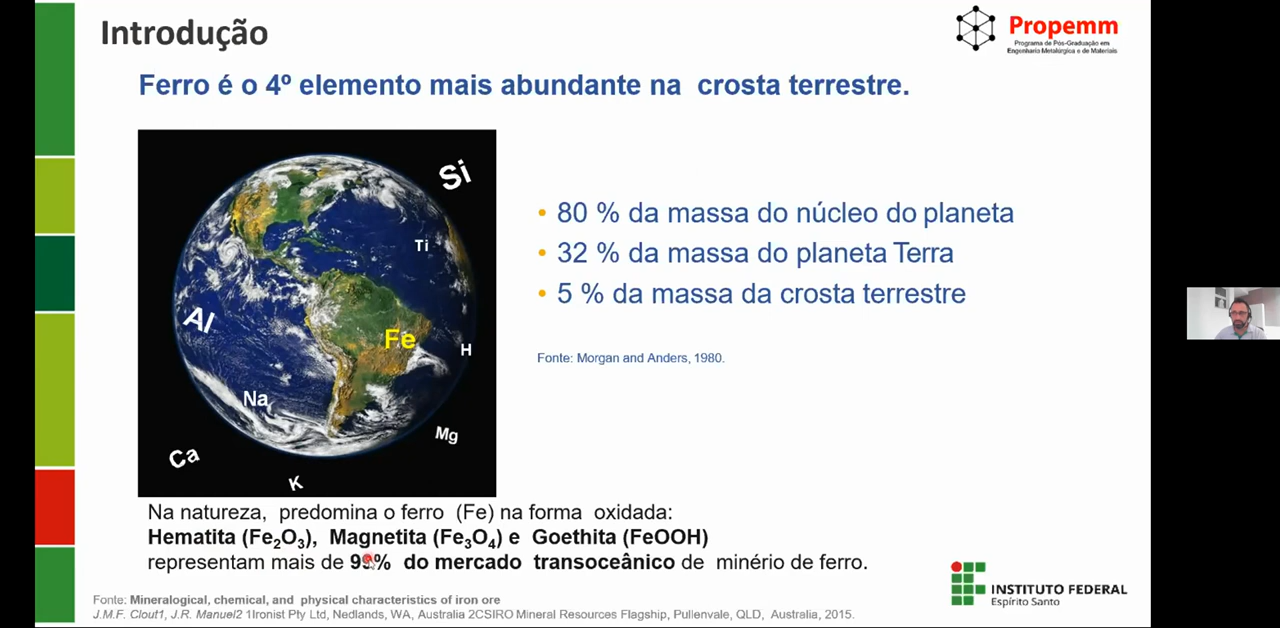 Introdução
Propemm
Programa de Pós-Graduação em
Engenharia Metalúrgica e de Materiais
Ferro é o 4º elemento mais abundante na crosta terrestre.
Si
Ti
Al
Fe
H
Na
Mg
Ca
K
• 80 % da massa do núcleo do planeta
• 32 % da massa do planeta Terra
• 5 % da massa da crosta terrestre
Fonte: Morgan and Anders, 1980.
Na natureza, predomina o ferro (Fe) na forma oxidada:
Hematita (Fe₂O₃), Magnetita (Fe₃O₄) e Goethita (FeOOH)
representam mais de do mercado transoceânico de minério de ferro.
Fonte: Mineralogical, chemical, and physical characteristics of iron ore
J.M.F. Clout1, J.R. Manuel2 1Ironist Pty Ltd, Nedlands, WA, Australia 2CSIRO Mineral Resources Flagship, Pullenvale, QLD, Australia, 2015.
INSTITUTO FEDERAL
Espírito Santo